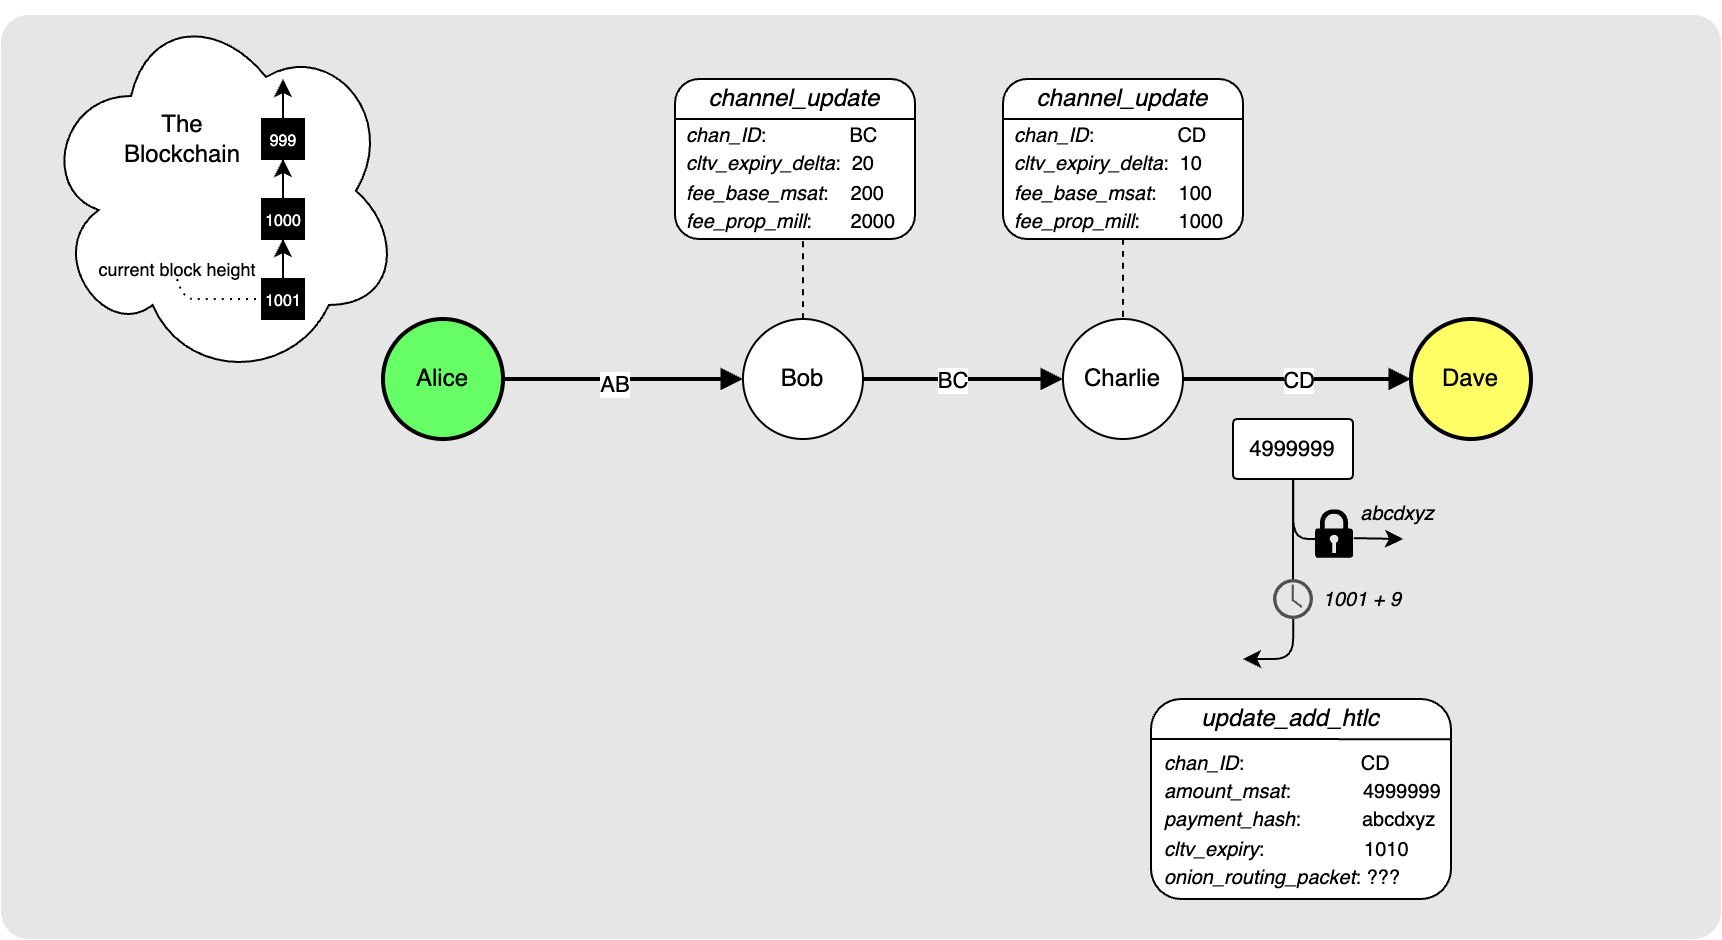 The
Blockchain
999
1000
current block height
1001
channel_update
chan_ID: BC
cltv_expiry_delta: 20
fee_base_msat: 200
fee_prop_mill: 2000
channel_update
chan_ID: CD
cltv_expiry_delta: 10
fee_base_msat: 100
fee_prop_mill: 1000
Alice
AB
Bob
BC
Charlie
CD
Dave
4999999
abcdxyz
1001 + 9
update_add_htlc
chan_ID: CD
amount_msat: 4999999
payment_hash: abcdxyz
cltv_expiry: 1010
onion_routing_packet: ???